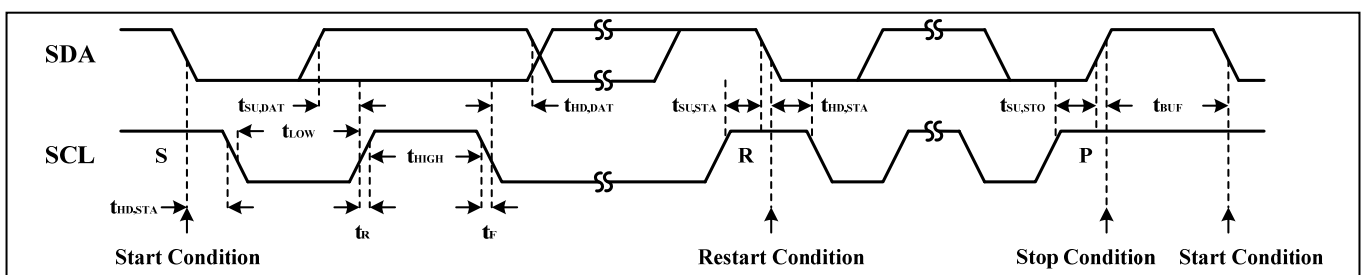 SDA
tSU,DAT tHD,DAT tSU,STA tHD,STA tSU,STO tBUF
tLOW
SCL S tHIGH R P
tHD,STA
tR tF
Start Condition Restart Condition Stop Condition Start Condition